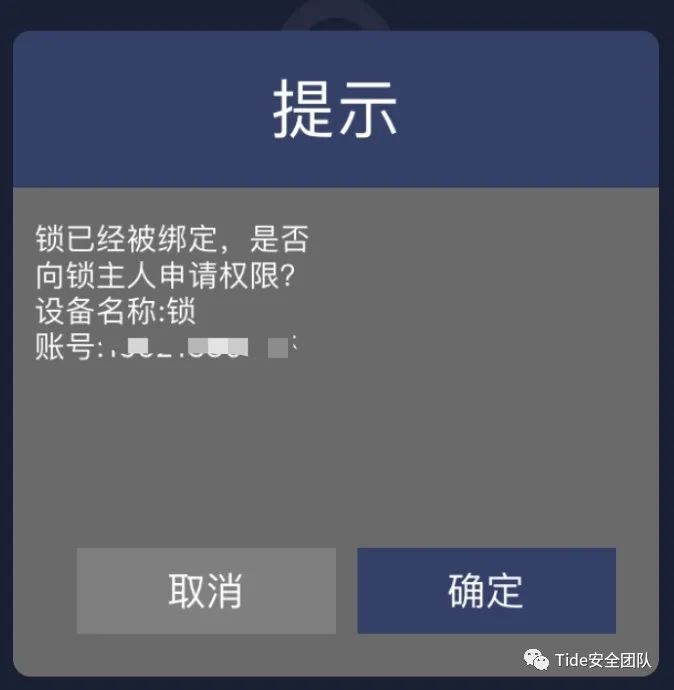 提示
锁已经被绑定，是否
向锁主人申请权限？
设备名称:锁
账号:
取消
确定
Tide安全团队